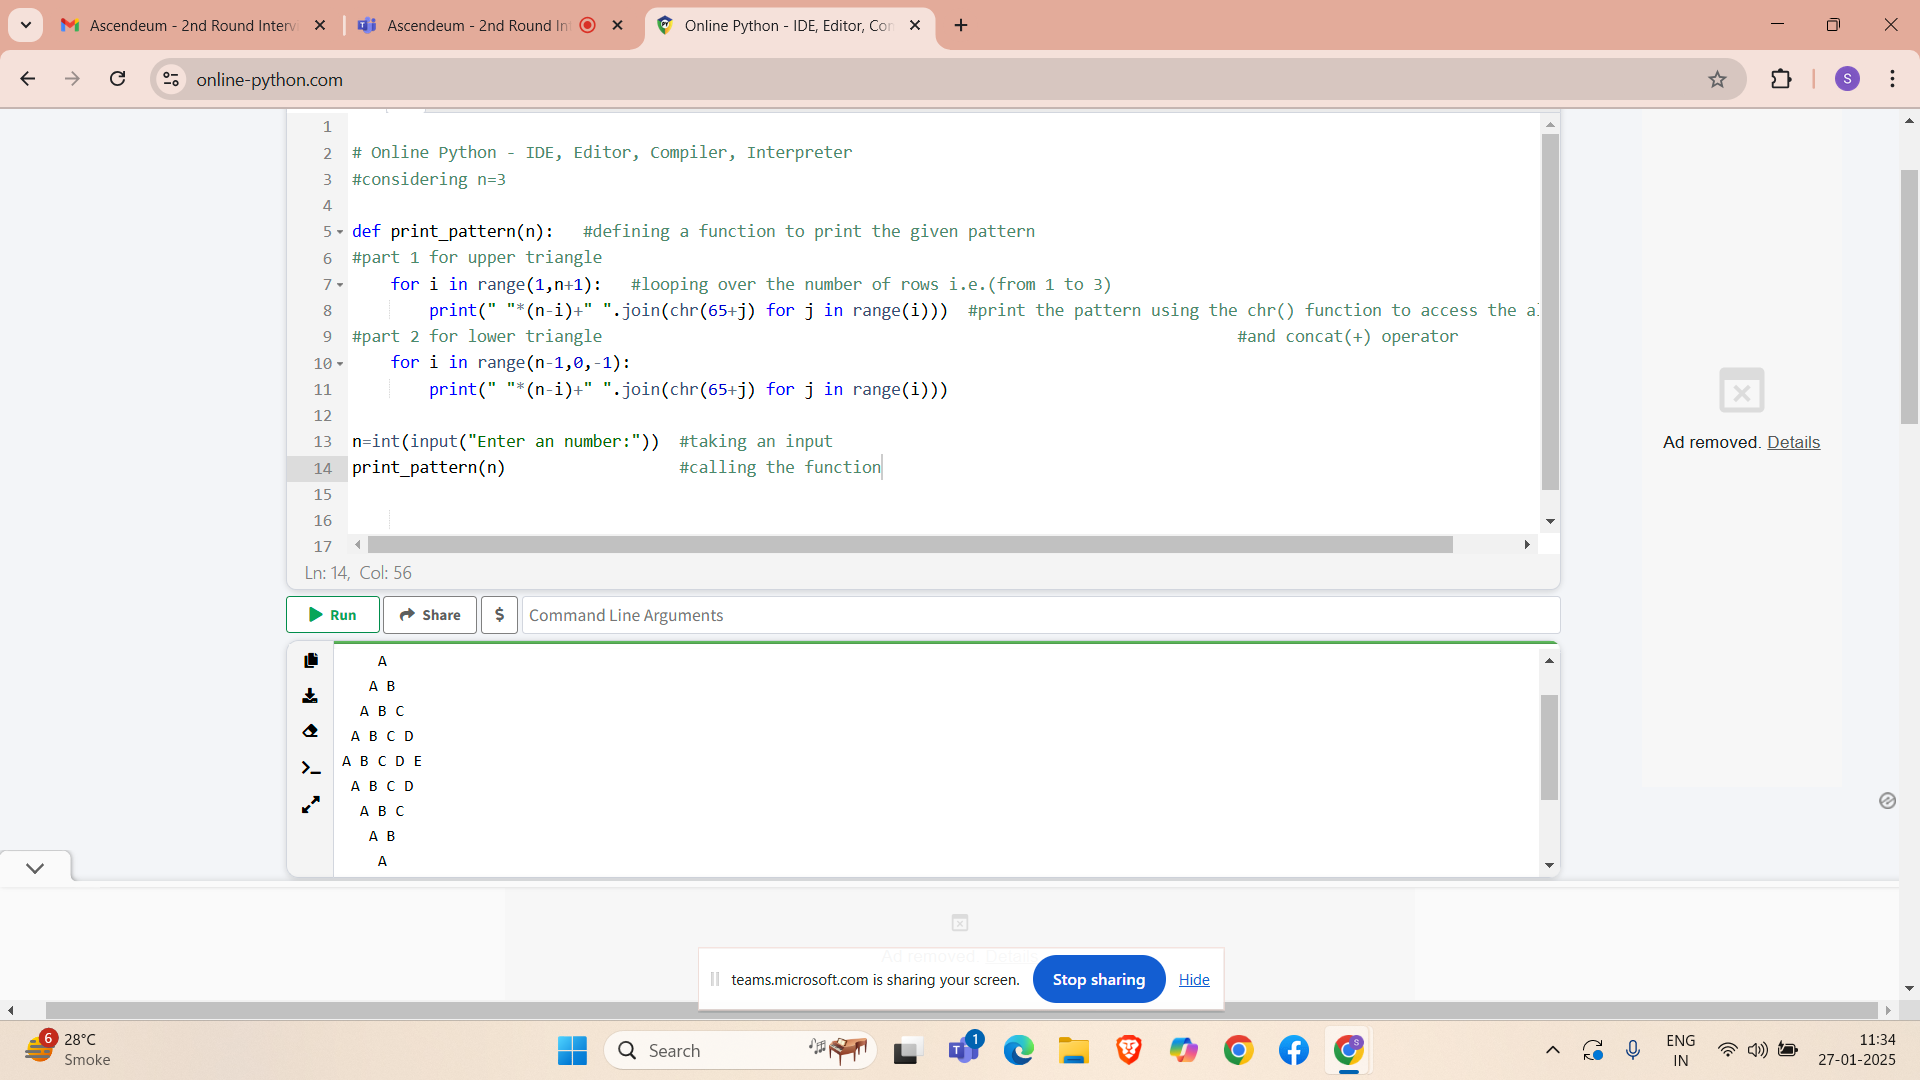 Ascendeum - 2nd Round Interv
Ascendeum - 2nd Round In
Online Python - IDE, Editor, Con
online-python.com
S
1
2 # Online Python - IDE, Editor, Compiler, Interpreter
3 #considering n=3
4
5 def print_pattern(n):   #defining a function to print the given pattern
6 #part 1 for upper triangle
7     for i in range(1,n+1):   #looping over the number of rows i.e.(from 1 to 3)
8         print(" "*(n-i)+" ".join(chr(65+j) for j in range(i)))  #print the pattern using the chr() function to access the al
9 #part 2 for lower triangle #and concat(+) operator
10     for i in range(n-1,0,-1):
11         print(" "*(n-i)+" ".join(chr(65+j) for j in range(i)))
12
13 n=int(input("Enter an number:"))  #taking an input
14 print_pattern(n)                  #calling the function
15
16
17
Ln: 14, Col: 56
Ad removed. Details
Run Share $ Command Line Arguments
A
A B
A B C
A B C D
A B C D E
A B C D
A B C
A B
A
Ad removed. Details
teams.microsoft.com is sharing your screen. Stop sharing Hide
6 28°C
Smoke
Search
1
S
ENG
IN
11:34
27-01-2025